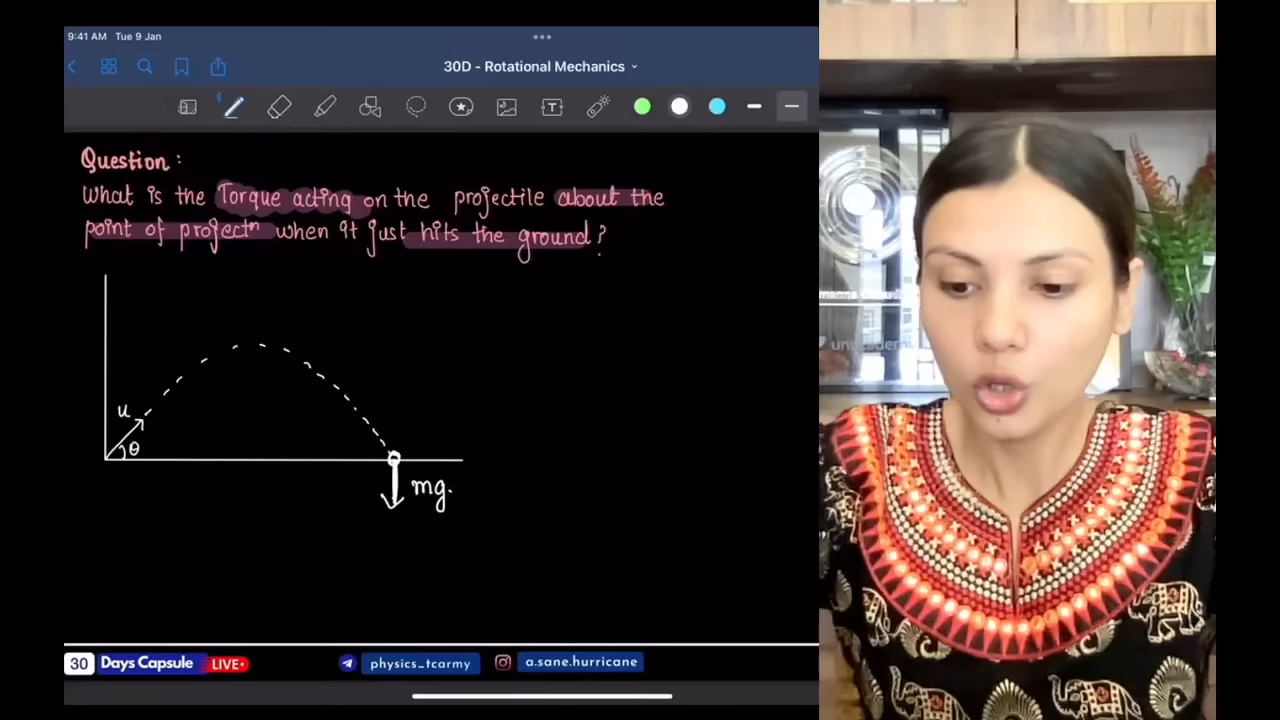 9:41 AM Tue 9 Jan
30D - Rotational Mechanics
T
Question :
What is the Torque acting on the projectile about the
point of projectⁿ when it just hits the ground ?
u
θ
mg.
30 Days Capsule LIVE
physics_tcarmy
a.sane.hurricane